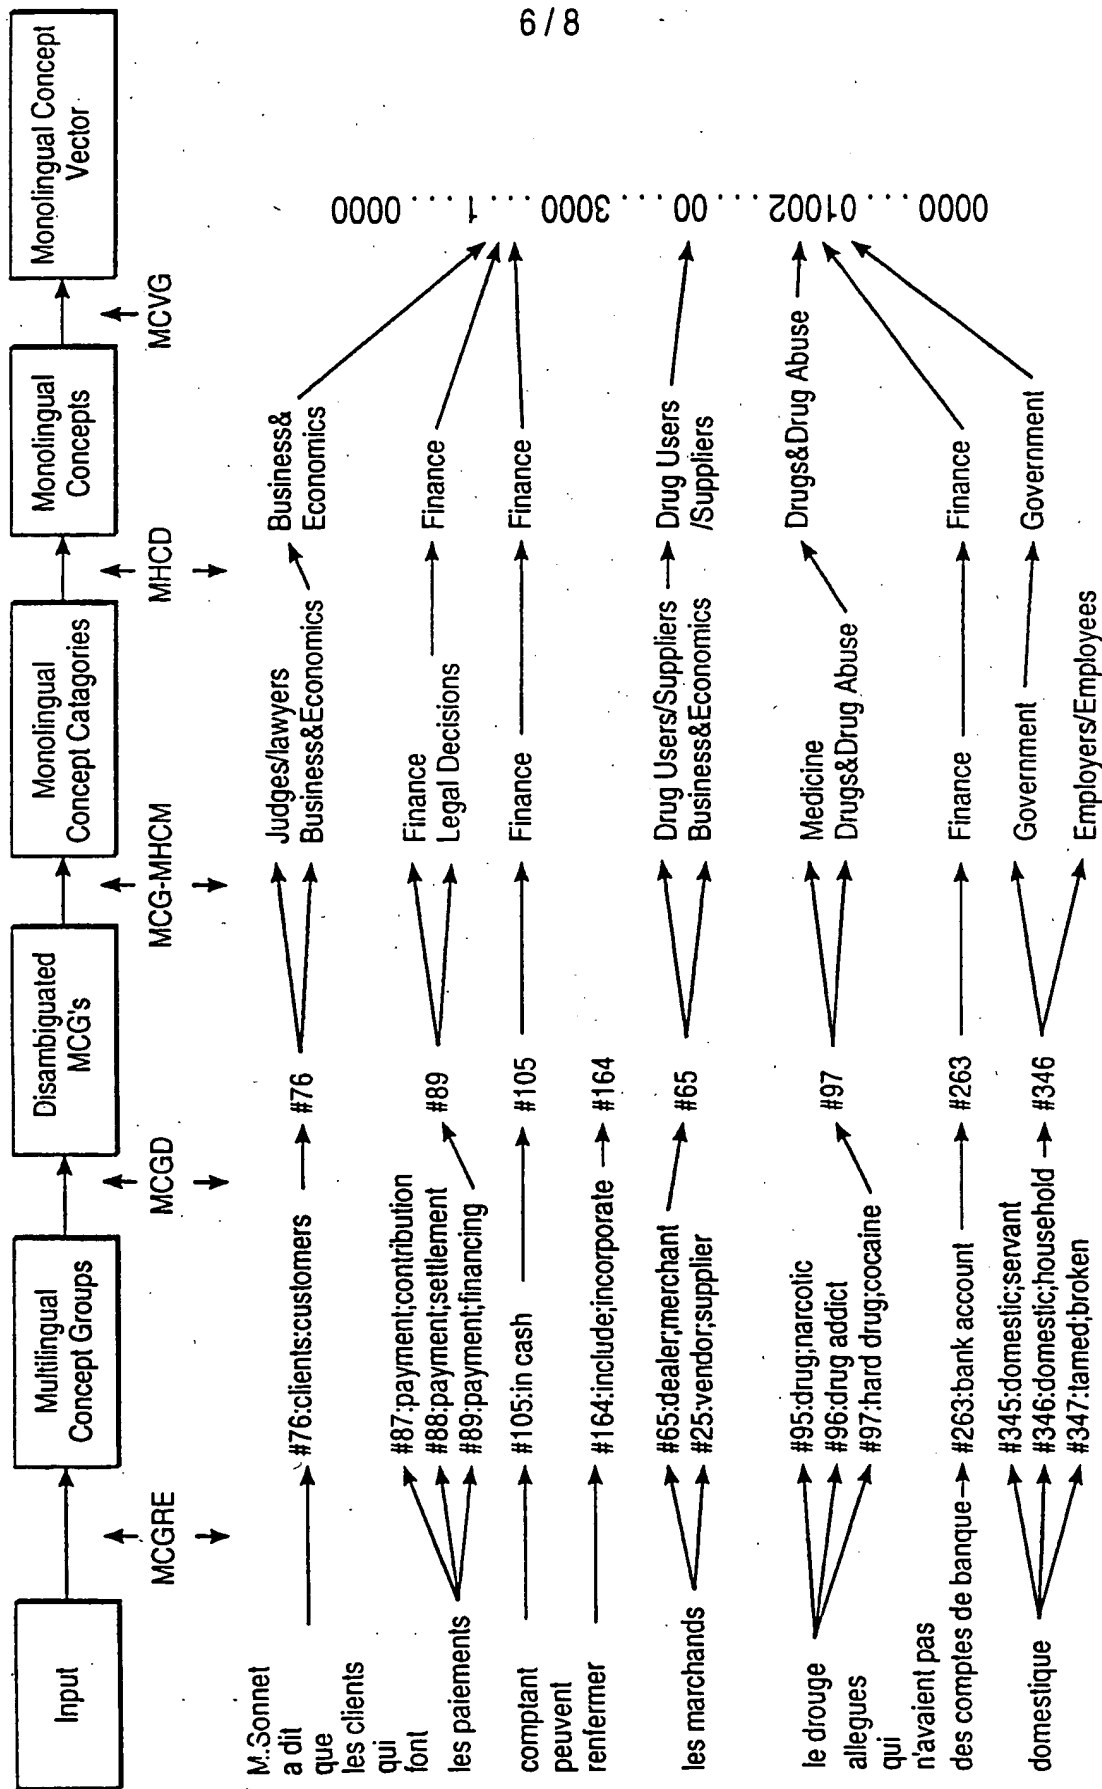 8 / 9
Input
Multilingual
Concept Groups
Disambiguated
MCG's
Monolingual
Concept Catagories
Monolingual
Concepts
Monolingual Concept
Vector
MCGRE
MCGD
MCG-MHCM
MHCD
MCVG
M.Sonnet
a dit
que
les clients
qui
font
#76:clients:customers
#76
Judges/lawyers
Business&Economics
Business&
Economics
les paiements
#87:payment;contribution
#88:payment;settlement
#89:payment;financing
#89
Finance
Legal Decisions
Finance
comptant
peuvent
renfermer
#105:in cash
#105
Finance
Finance
#164:include;incorporate
#164
les marchands
#65:dealer;merchant
#25:vendor;supplier
#65
Drug Users/Suppliers
Business&Economics
Drug Users
/Suppliers
le drouge
allegues
qui
n'avaient pas
des comptes de banque
#95:drug;narcotic
#96:drug addict
#97:hard drug;cocaine
#97
Medicine
Drugs&Drug Abuse
Drugs&Drug Abuse
#263:bank account
#263
Finance
Finance
domestique
#345:domestic;servant
#346:domestic;household
#347:tamed;broken
#346
Government
Employers/Employees
Government
0000 . . . . 01002 . . . . 00 . . . . 3000 . . . . 1 . . . . 0000